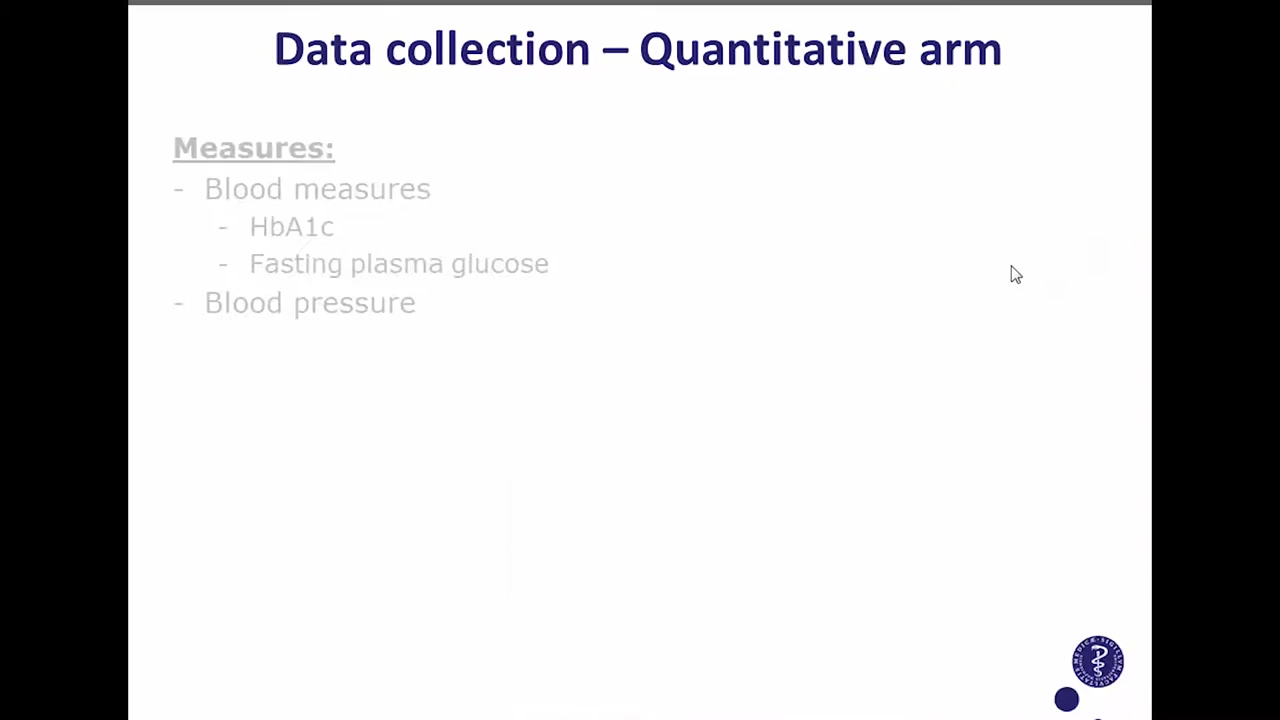 Data collection – Quantitative arm
Measures:
- Blood measures
- HbA1c
- Fasting plasma glucose
- Blood pressure